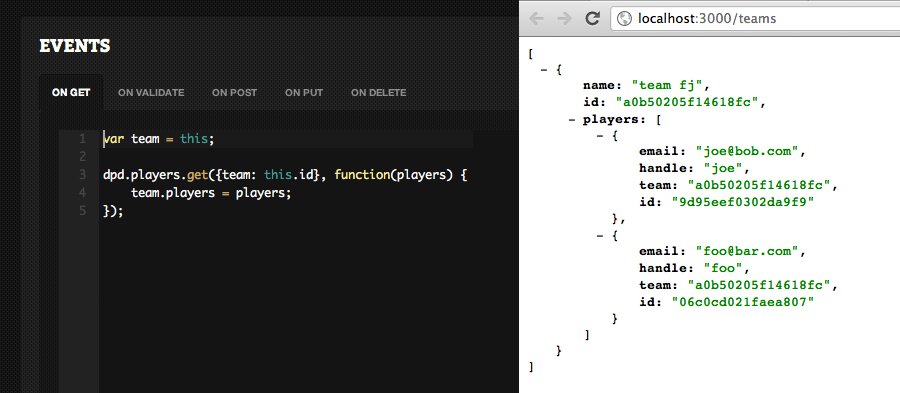 EVENTS
ON GET ON VALIDATE ON POST ON PUT ON DELETE
1 var team = this;
2
3 dpd.players.get({team: this.id}, function(players) {
4 team.players = players;
5 });
localhost:3000/teams
[
- {
name: "team fj",
id: "a0b50205f14618fc",
- players: [
- {
email: "joe@bob.com",
handle: "joe",
team: "a0b50205f14618fc",
id: "9d95eef0302da9f9"
},
- {
email: "foo@bar.com",
handle: "foo",
team: "a0b50205f14618fc",
id: "06c0cd021faea807"
}
]
}
]